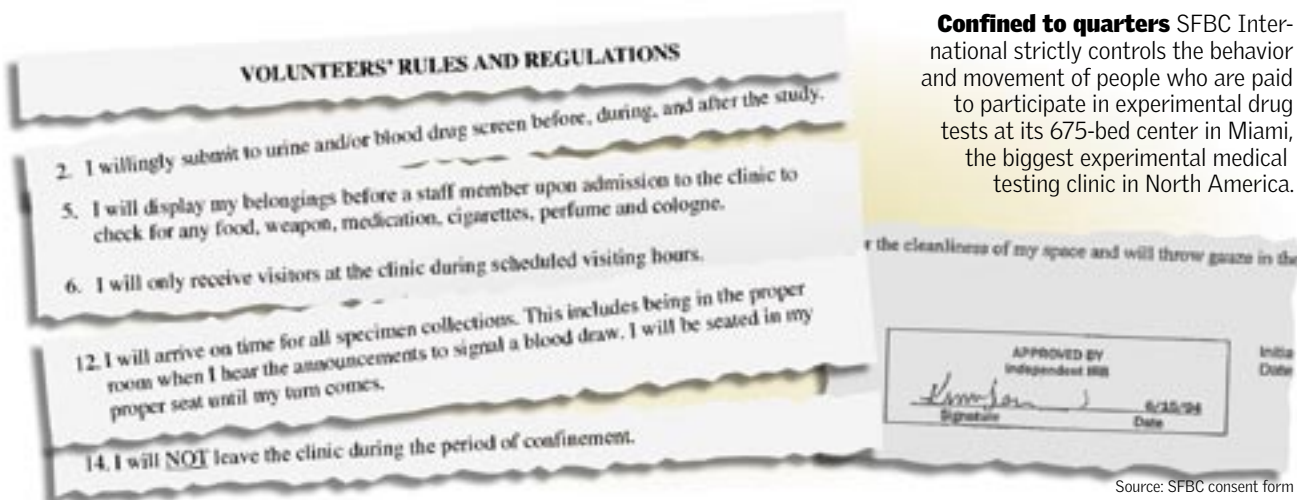 VOLUNTEERS' RULES AND REGULATIONS
2. I willingly submit to urine and/or blood drug screen before, during, and after the study.
5. I will display my belongings before a staff member upon admission to the clinic to
check for any food, weapon, medication, cigarettes, perfume and cologne.
6. I will only receive visitors at the clinic during scheduled visiting hours.
12. I will arrive on time for all specimen collections. This includes being in the proper
room when I hear the announcements to signal a blood draw. I will be seated in my
proper seat until my turn comes.
14. I will NOT leave the clinic during the period of confinement.
Confined to quarters SFBC Inter-
national strictly controls the behavior
and movement of people who are paid
to participate in experimental drug
tests at its 675-bed center in Miami,
the biggest experimental medical
testing clinic in North America.
r the cleanliness of my space and will throw gauze in the
APPROVED BY
Independent IRB
Signature
Date
Initia
Date
Source: SFBC consent form